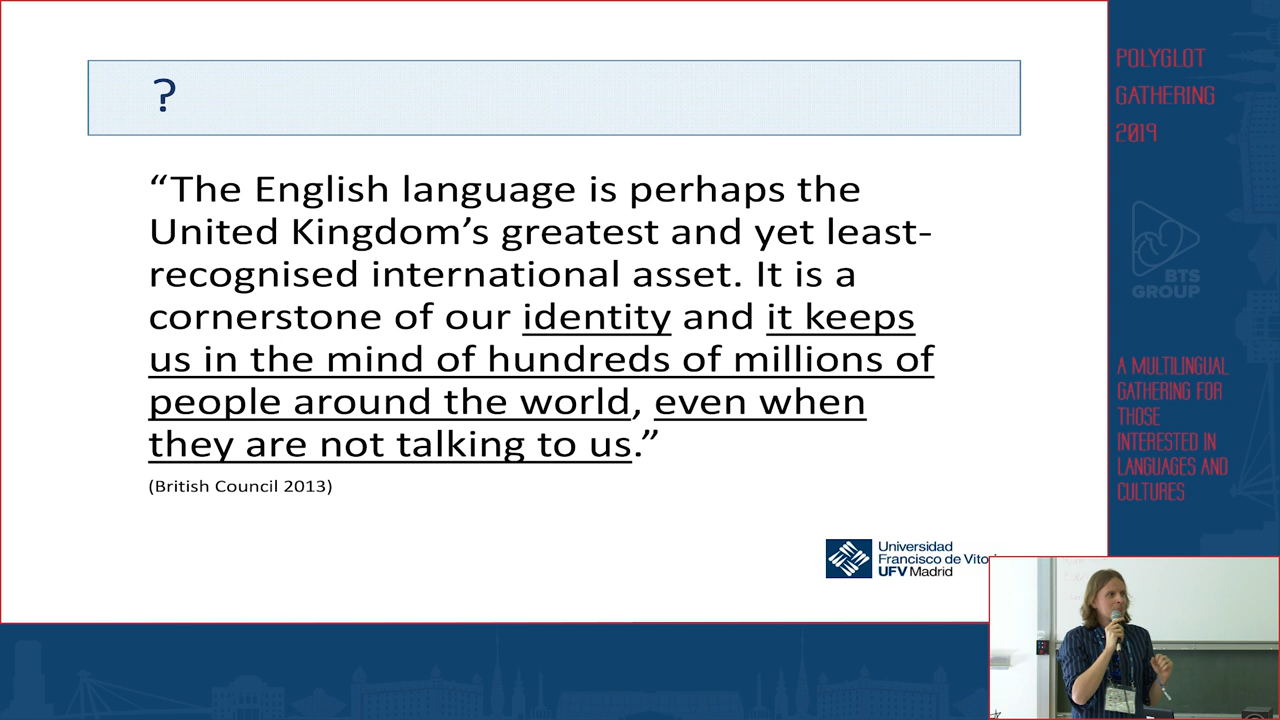 ?
“The English language is perhaps the
United Kingdom’s greatest and yet least-
recognised international asset. It is a
cornerstone of our identity and it keeps
us in the mind of hundreds of millions of
people around the world, even when
they are not talking to us.”
(British Council 2013)
Universidad
Francisco de Vito
UFV Madrid
POLYGLOT
GATHERING
2019
BTS
GROUP
A MULTILINGUAL
GATHERING FOR
THOSE
INTERESTED IN
LANGUAGES AND
CULTURES